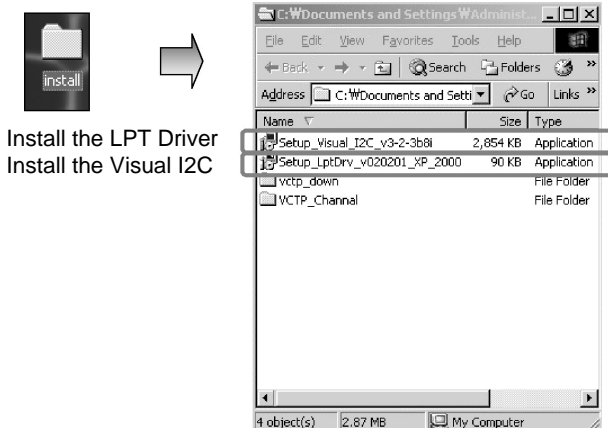 install
Install the LPT Driver
Install the Visual I2C
C:₩Documents and Settings₩Administ...
File Edit View Favorites Tools Help
Back Search Folders »
Address C:₩Documents and Setti Go Links »
Name Size Type
Setup_Visual_I2C_v3-2-3b8i 2,854 KB Application
Setup_LptDrv_v020201_XP_2000 90 KB Application
vctp_down File Folder
VCTP_Channal File Folder
4 object(s) 2.87 MB My Computer